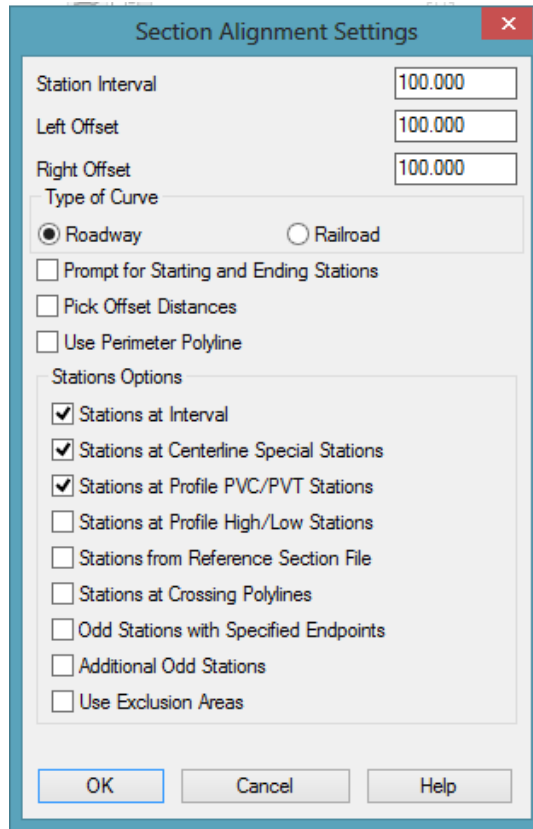 Section Alignment Settings
Station Interval 100.000
Left Offset 100.000
Right Offset 100.000
Type of Curve
Roadway Railroad
Prompt for Starting and Ending Stations
Pick Offset Distances
Use Perimeter Polyline
Stations Options
Stations at Interval
Stations at Centerline Special Stations
Stations at Profile PVC/PVT Stations
Stations at Profile High/Low Stations
Stations from Reference Section File
Stations at Crossing Polylines
Odd Stations with Specified Endpoints
Additional Odd Stations
Use Exclusion Areas
OK Cancel Help